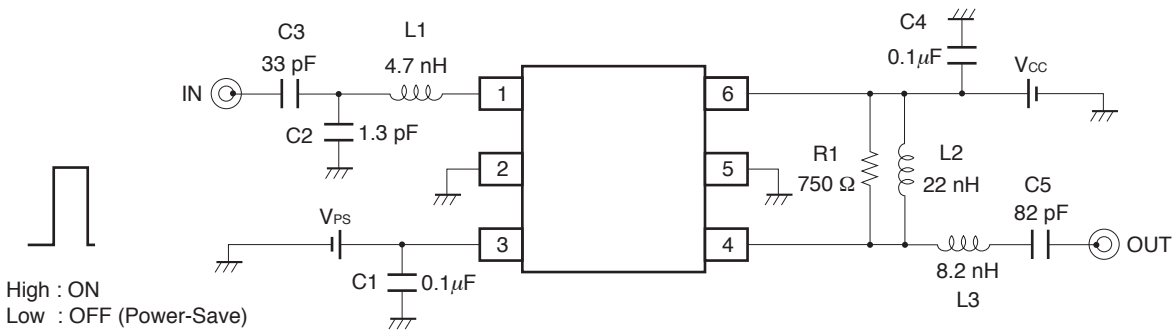 C3
33 pF
L1
4.7 nH
IN
C2
1.3 pF
1
2
3
6
5
4
C4
0.1μF
VCC
R1
750 Ω
L2
22 nH
C5
82 pF
OUT
8.2 nH
L3
VPS
C1
0.1μF
High : ON
Low : OFF (Power-Save)